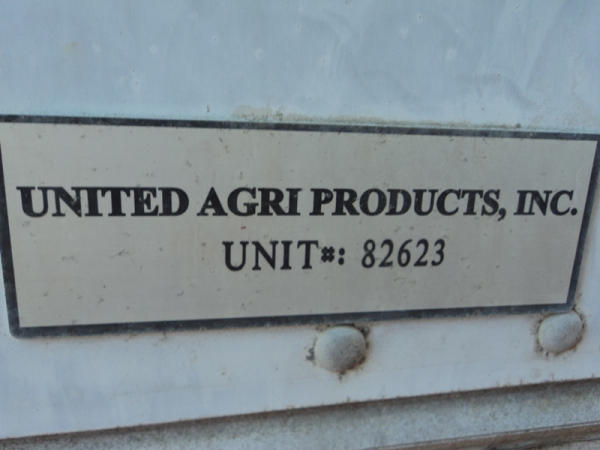 UNITED AGRI PRODUCTS, INC.
UNIT#: 82623